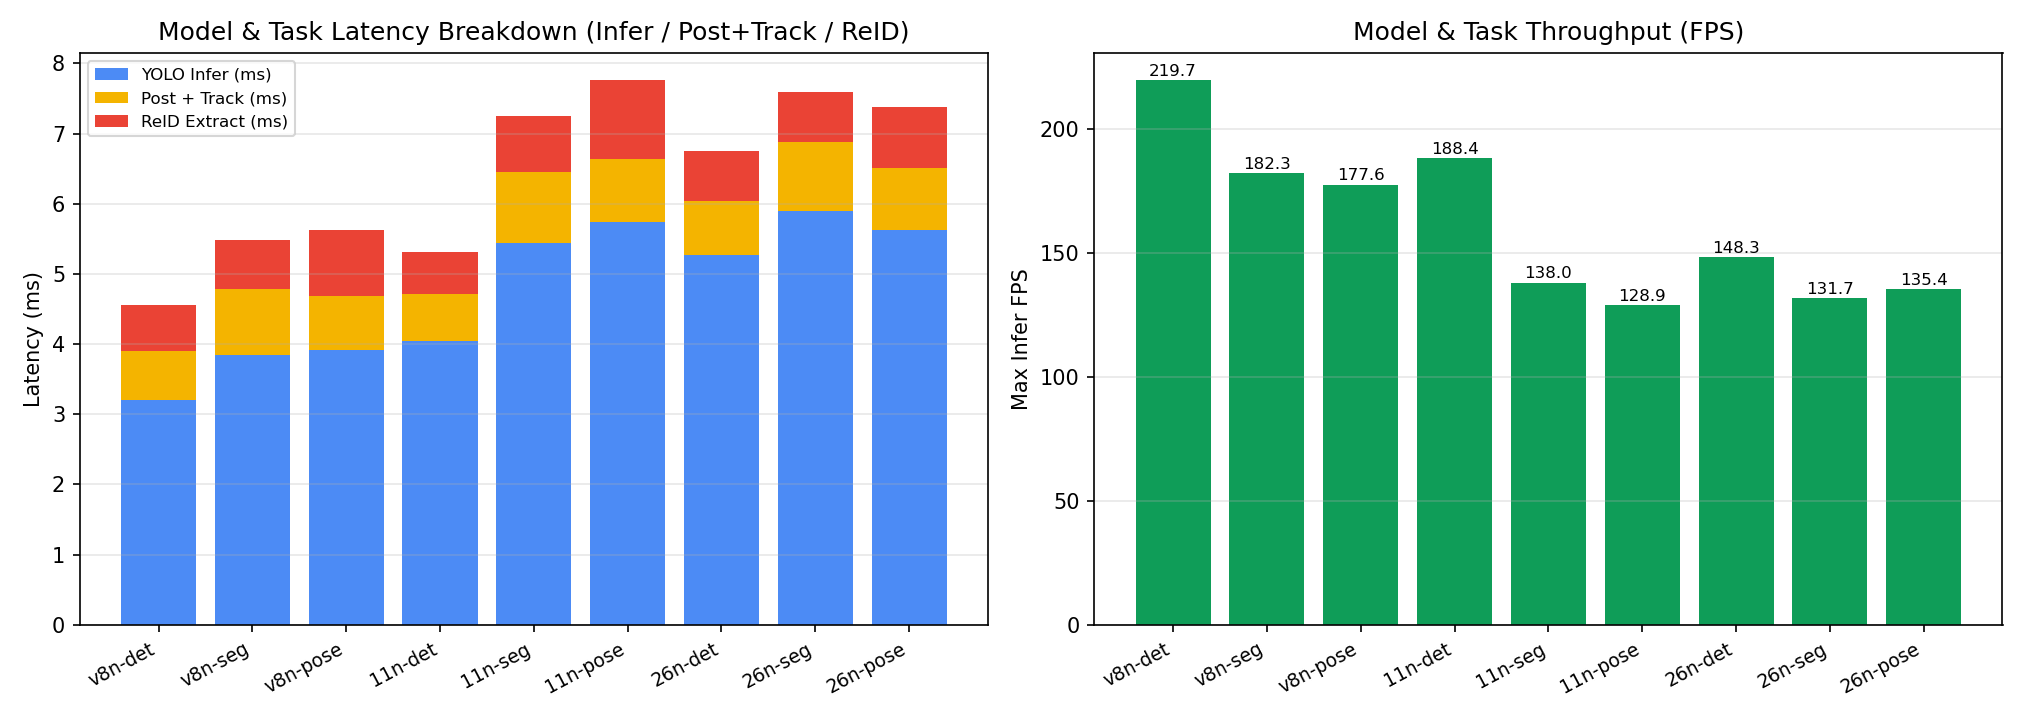 Model & Task Latency Breakdown (Infer / Post+Track / ReID)
YOLO Infer (ms)
Post + Track (ms)
ReID Extract (ms)
Latency (ms)
8
7
6
5
4
3
2
1
0
v8n-det
v8n-seg
v8n-pose
11n-det
11n-seg
11n-pose
26n-det
26n-seg
26n-pose
Model & Task Throughput (FPS)
Max Infer FPS
200
150
100
50
0
219.7
182.3
177.6
188.4
138.0
128.9
148.3
131.7
135.4
v8n-det
v8n-seg
v8n-pose
11n-det
11n-seg
11n-pose
26n-det
26n-seg
26n-pose